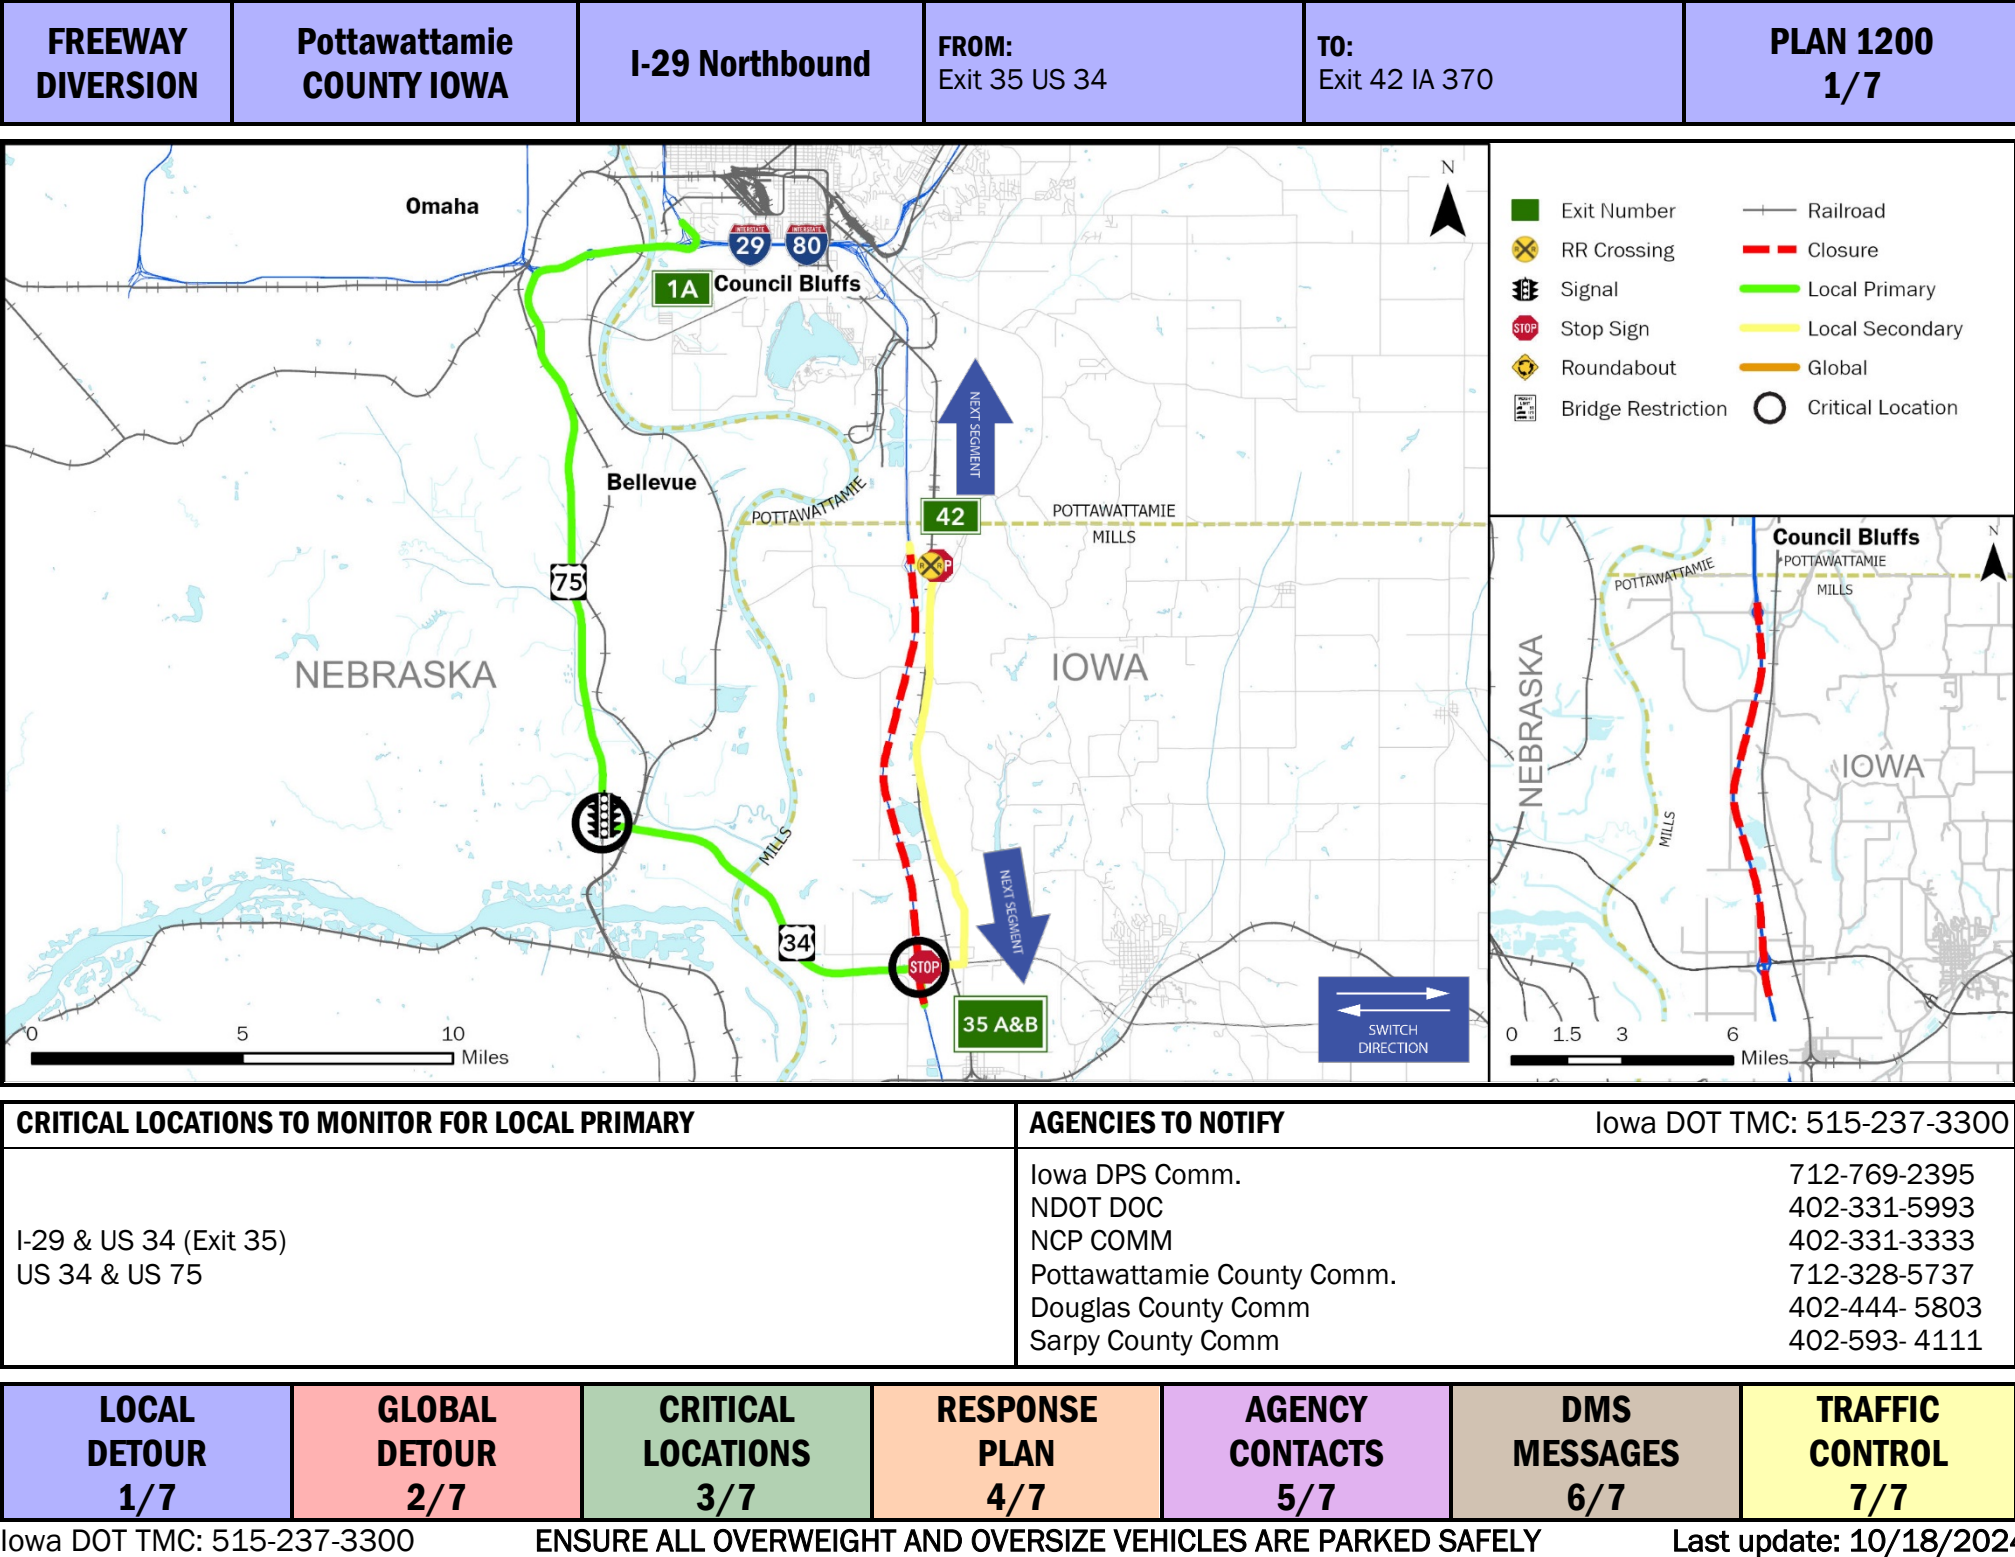 FREEWAY
DIVERSION
Pottawattamie
COUNTY IOWA
I-29 Northbound
FROM:
Exit 35 US 34
TO:
Exit 42 IA 370
PLAN 1200
1/7
Omaha
INTERSTATE
29
INTERSTATE
80
1A
Council Bluffs
N
NEXT SEGMENT
Bellevue
POTTAWATTAMIE
42
POTTAWATTAMIE
MILLS
75
NEBRASKA
IOWA
MILLS
NEXT SEGMENT
34
STOP
35 A&B
0 5 10
Miles
SWITCH
DIRECTION
Exit Number
RR Crossing
Signal
STOP
Stop Sign
Roundabout
Bridge Restriction
Railroad
Closure
Local Primary
Local Secondary
Global
Critical Location
Council Bluffs
N
POTTAWATTAMIE
POTTAWATTAMIE
MILLS
NEBRASKA
IOWA
MILLS
0 1.5 3 6
Miles
CRITICAL LOCATIONS TO MONITOR FOR LOCAL PRIMARY
I-29 & US 34 (Exit 35)
US 34 & US 75
AGENCIES TO NOTIFY Iowa DOT TMC: 515-237-3300
Iowa DPS Comm. 712-769-2395
NDOT DOC 402-331-5993
NCP COMM 402-331-3333
Pottawattamie County Comm. 712-328-5737
Douglas County Comm 402-444- 5803
Sarpy County Comm 402-593- 4111
LOCAL
DETOUR
1/7
GLOBAL
DETOUR
2/7
CRITICAL
LOCATIONS
3/7
RESPONSE
PLAN
4/7
AGENCY
CONTACTS
5/7
DMS
MESSAGES
6/7
TRAFFIC
CONTROL
7/7
Iowa DOT TMC: 515-237-3300 ENSURE ALL OVERWEIGHT AND OVERSIZE VEHICLES ARE PARKED SAFELY Last update: 10/18/202